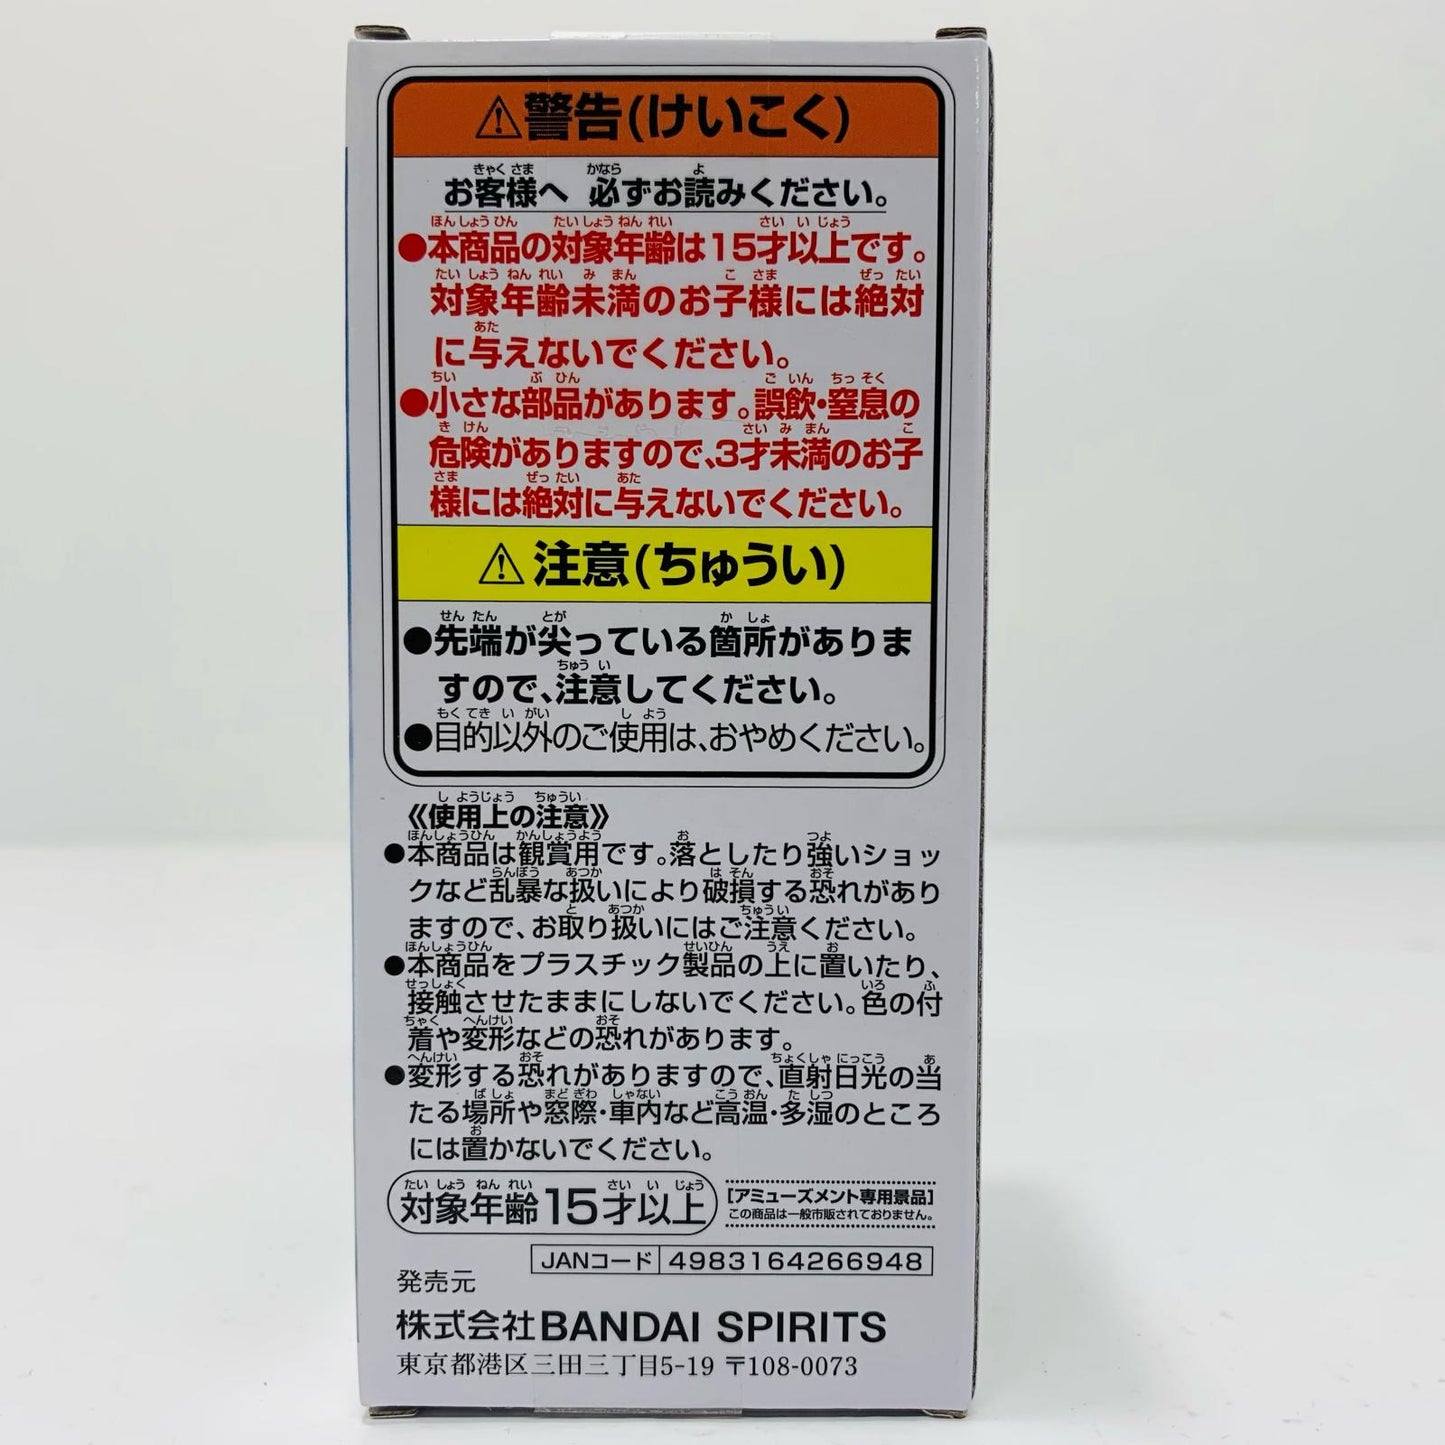 ⚠警告(けいこく)
お客様へ 必ずお読みください。
●本商品の対象年齢は15才以上です。
対象年齢未満のお子様には絶対
に与えないでください。
●小さな部品があります。誤飲・窒息の
危険がありますので、3才未満のお子
様には絶対に与えないでください。
⚠注意(ちゅうい)
●先端が尖っている箇所がありま
すので、注意してください。
●目的以外のご使用は、おやめください。
《使用上の注意》
●本商品は観賞用です。落としたり強いショッ
クなど乱暴な扱いにより破損する恐れがあり
ますので、お取り扱いにはご注意ください。
●本商品をプラスチック製品の上に置いたり、
接触させたままにしないでください。色の付
着や変形などの恐れがあります。
●変形する恐れがありますので、直射日光の当
たる場所や窓際・車内など高温・多湿のところ
には置かないでください。
対象年齢15才以上
[アミューズメント専用景品]
この商品は一般市販されておりません。
JANコード 4983164266948
発売元
株式会社BANDAI SPIRITS
東京都港区三田三丁目5-19 〒108-0073